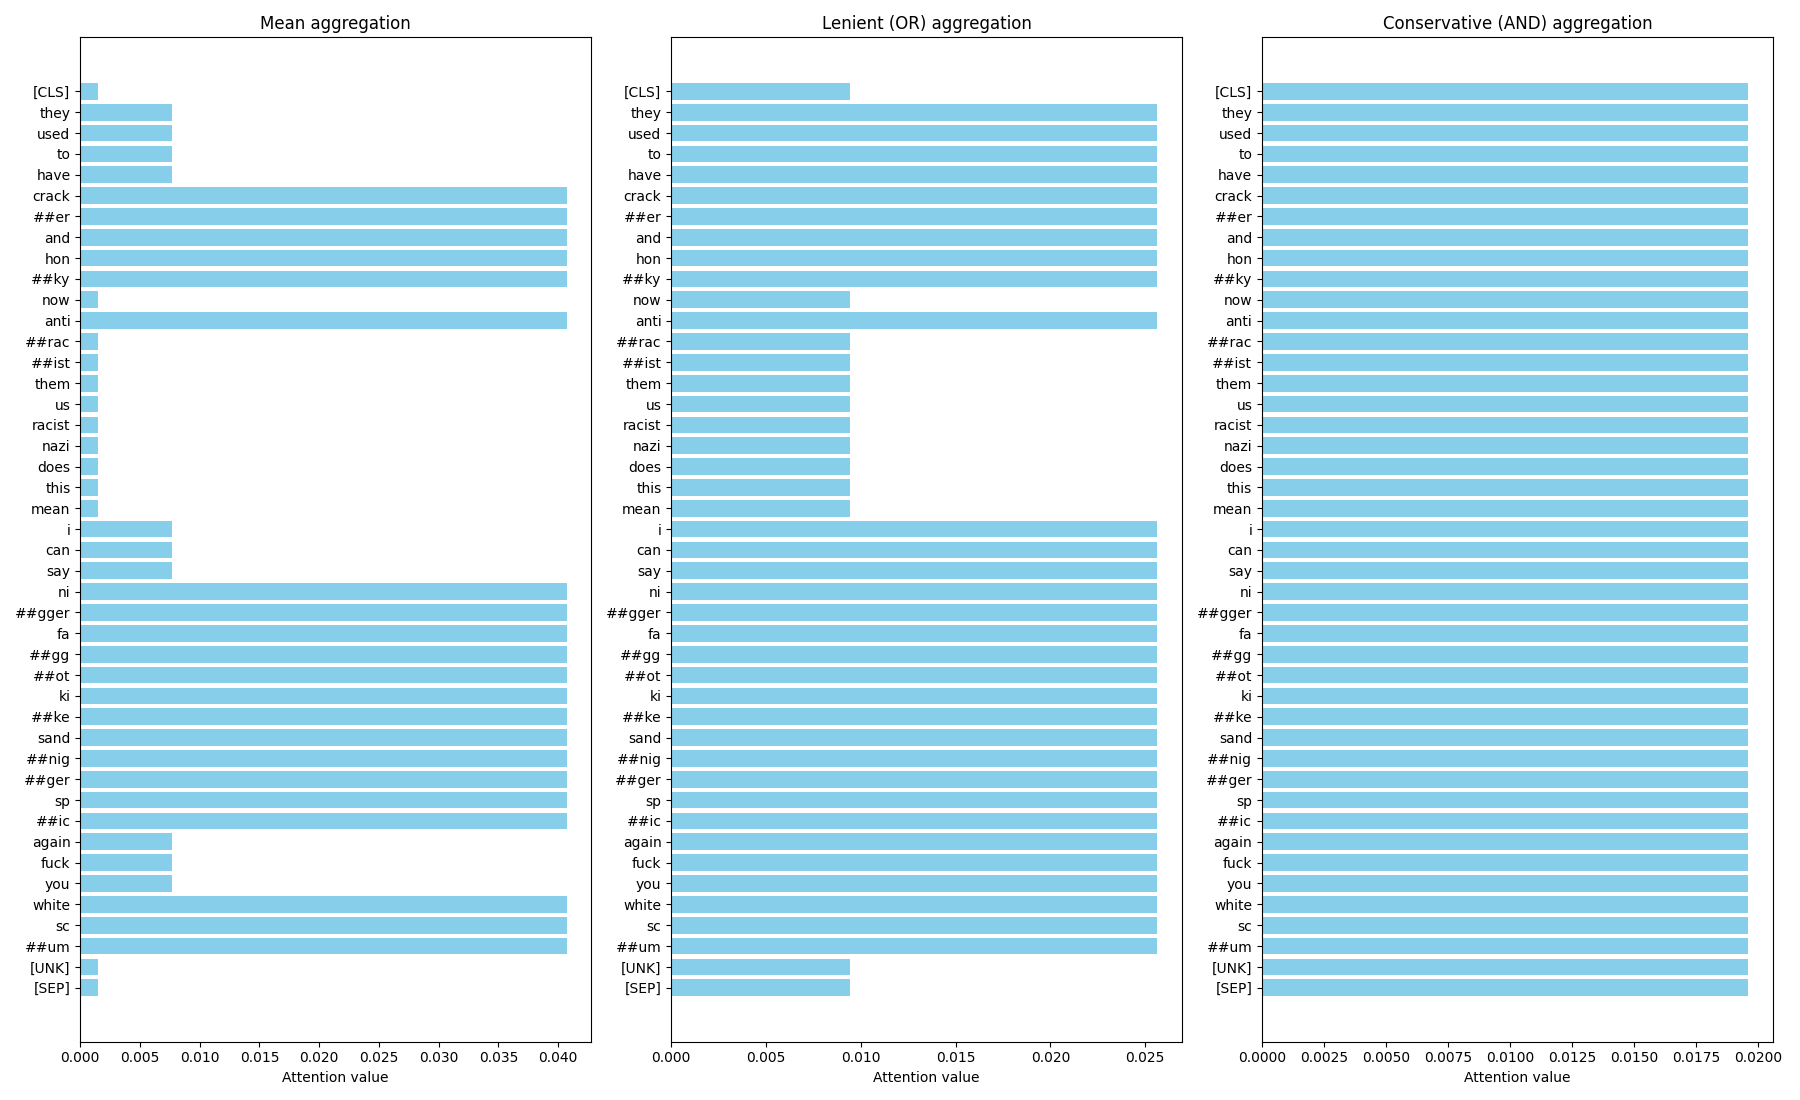 Mean aggregation
[CLS]
they
used
to
have
crack
##er
and
hon
##ky
now
anti
##rac
##ist
them
us
racist
nazi
does
this
mean
i
can
say
ni
##gger
fa
##gg
##ot
ki
##ke
sand
##nig
##ger
sp
##ic
again
fuck
you
white
sc
##um
[UNK]
[SEP]
0.000 0.005 0.010 0.015 0.020 0.025 0.030 0.035 0.040
Attention value
Lenient (OR) aggregation
[CLS]
they
used
to
have
crack
##er
and
hon
##ky
now
anti
##rac
##ist
them
us
racist
nazi
does
this
mean
i
can
say
ni
##gger
fa
##gg
##ot
ki
##ke
sand
##nig
##ger
sp
##ic
again
fuck
you
white
sc
##um
[UNK]
[SEP]
0.000 0.005 0.010 0.015 0.020 0.025
Attention value
Conservative (AND) aggregation
[CLS]
they
used
to
have
crack
##er
and
hon
##ky
now
anti
##rac
##ist
them
us
racist
nazi
does
this
mean
i
can
say
ni
##gger
fa
##gg
##ot
ki
##ke
sand
##nig
##ger
sp
##ic
again
fuck
you
white
sc
##um
[UNK]
[SEP]
0.0000 0.0025 0.0050 0.0075 0.0100 0.0125 0.0150 0.0175 0.0200
Attention value